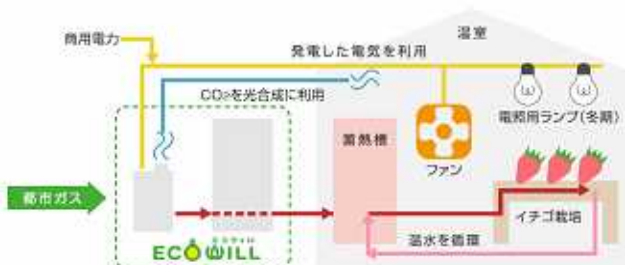 温室
商用電力
発電した電気を利用
CO₂を光合成に利用
電照用ランプ(冬期)
蓄熱槽
ファン
都市ガス
イチゴ栽培
温水を循環
ECOWILL